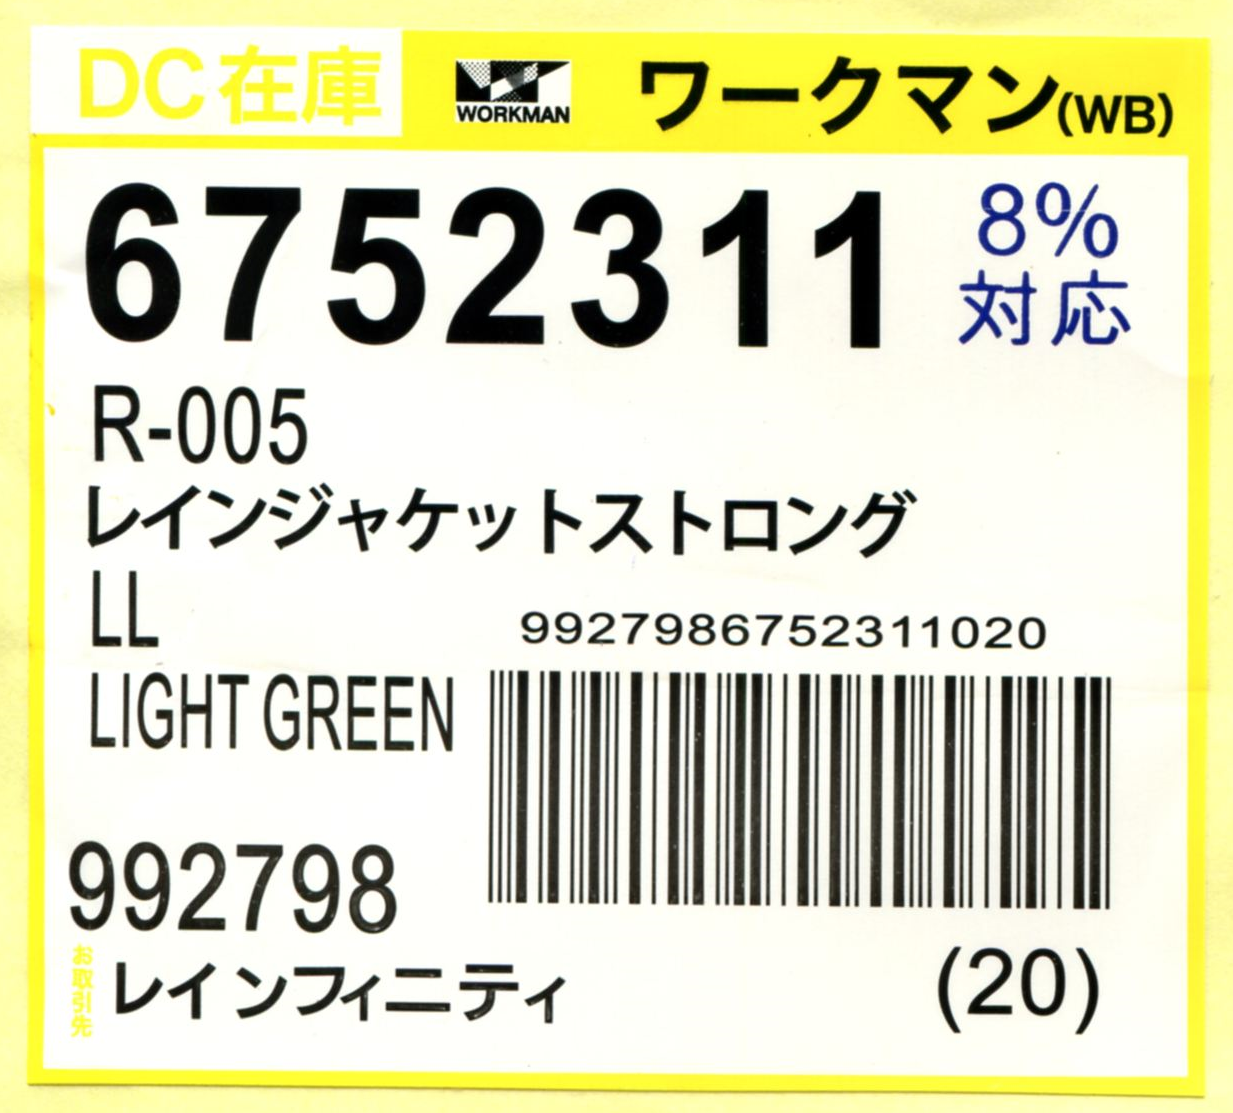 DC在庫 WORKMAN ワークマン(WB)
6752311 8%
対応
R-005
レインジャケットストロング
LL
9927986752311020
LIGHT GREEN
992798
お取引先 レインフィニティ
(20)